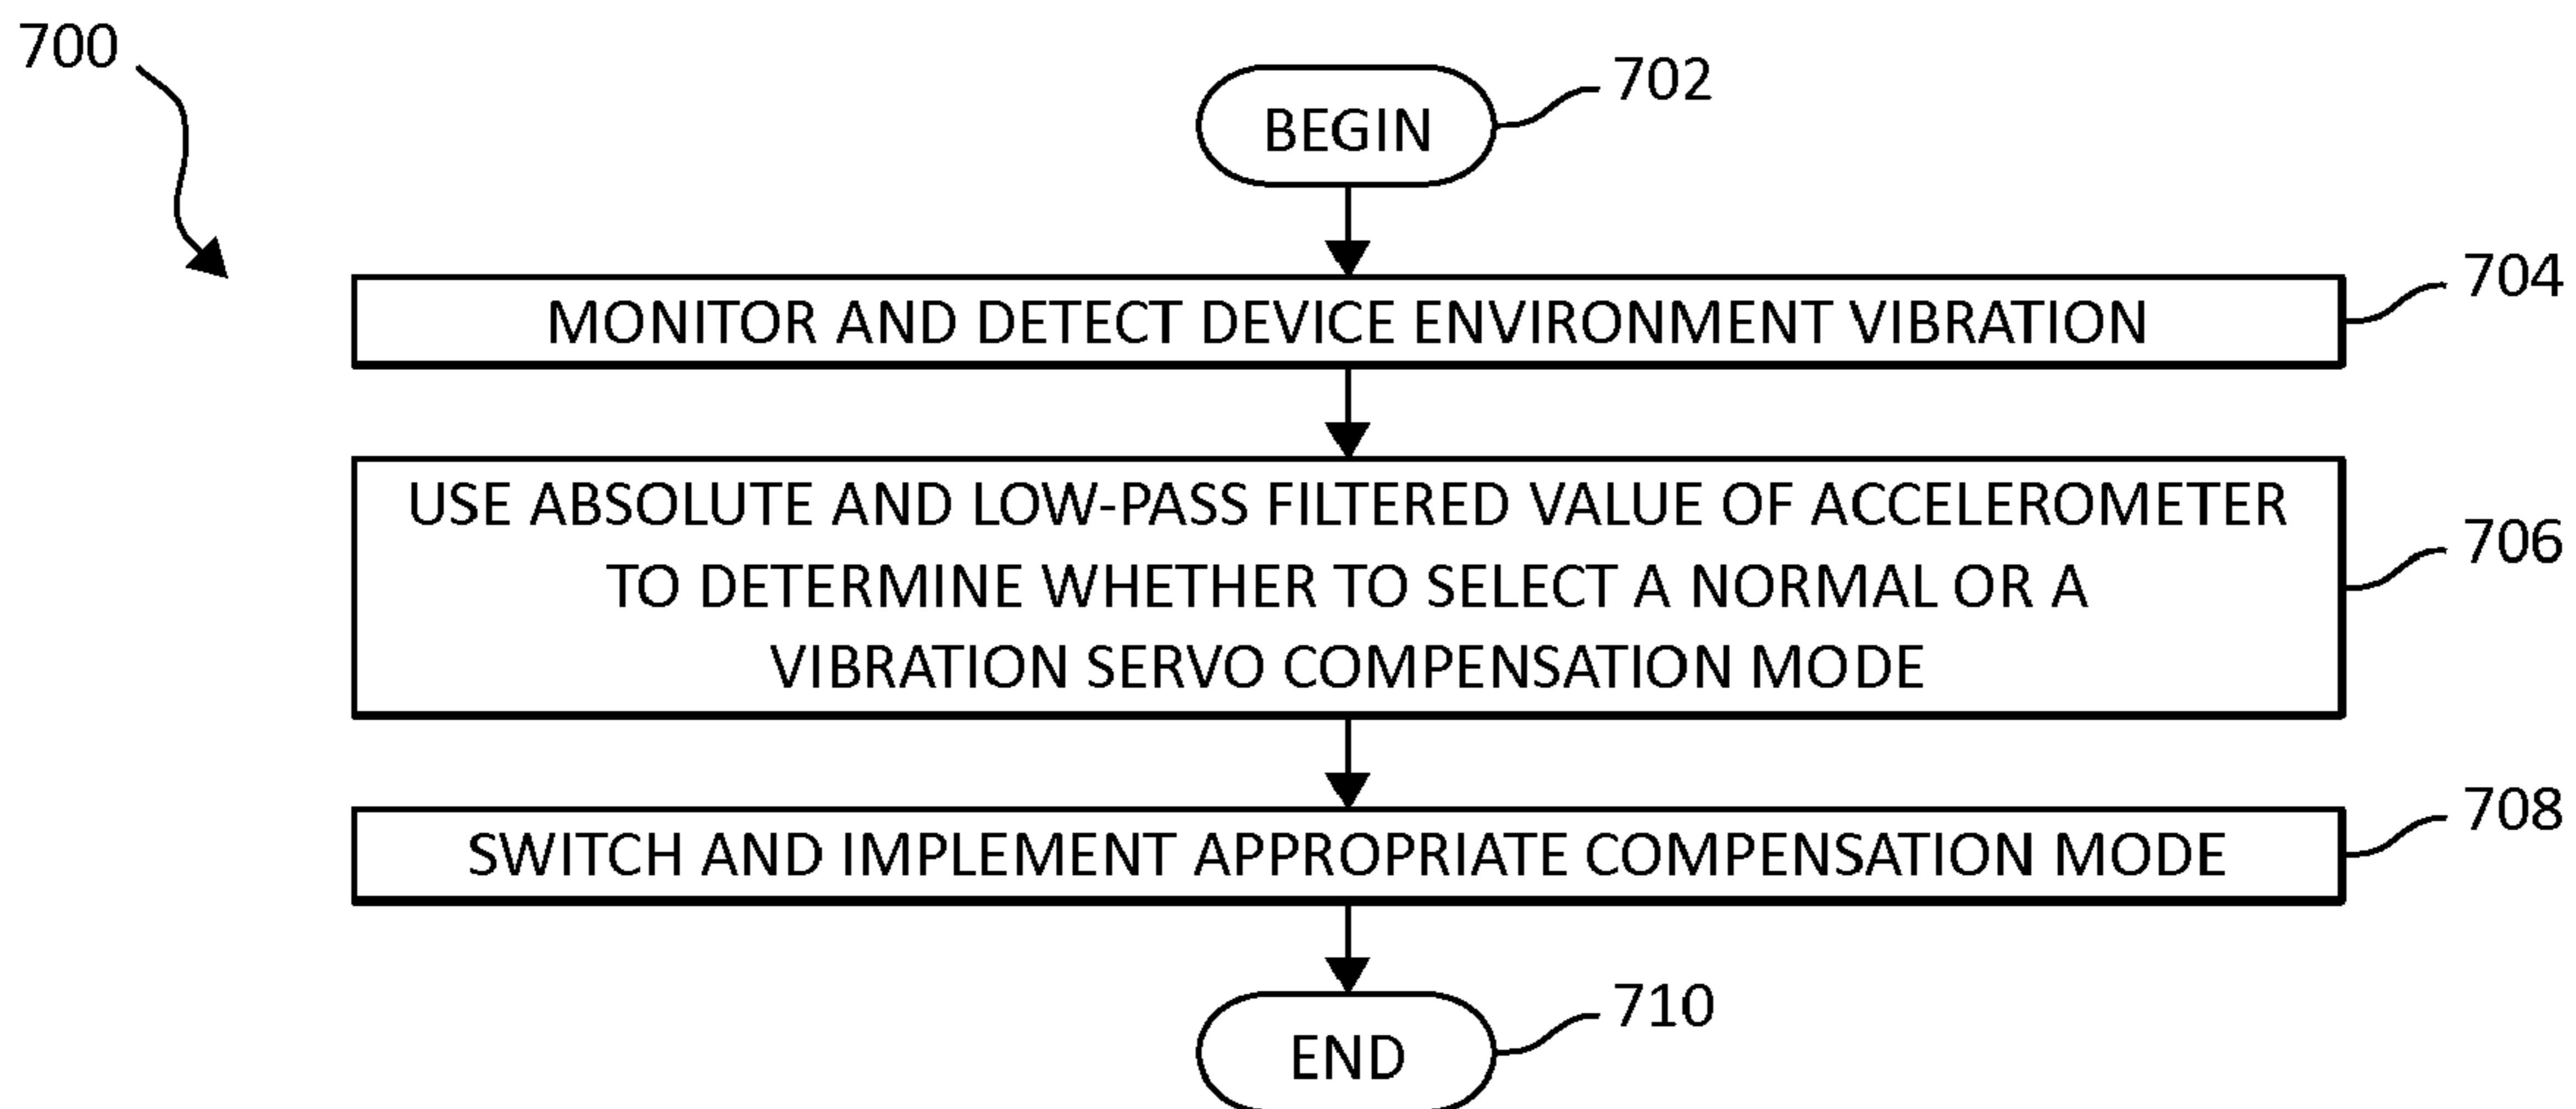 700
BEGIN
702
MONITOR AND DETECT DEVICE ENVIRONMENT VIBRATION
704
USE ABSOLUTE AND LOW-PASS FILTERED VALUE OF ACCELEROMETER
TO DETERMINE WHETHER TO SELECT A NORMAL OR A
VIBRATION SERVO COMPENSATION MODE
706
SWITCH AND IMPLEMENT APPROPRIATE COMPENSATION MODE
708
END
710